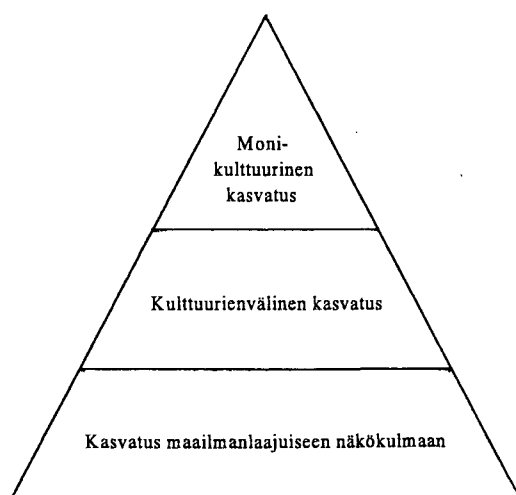 Moni-
kulttuurinen
kasvatus
Kulttuurienvälinen kasvatus
Kasvatus maailmanlaajuiseen näkökulmaan